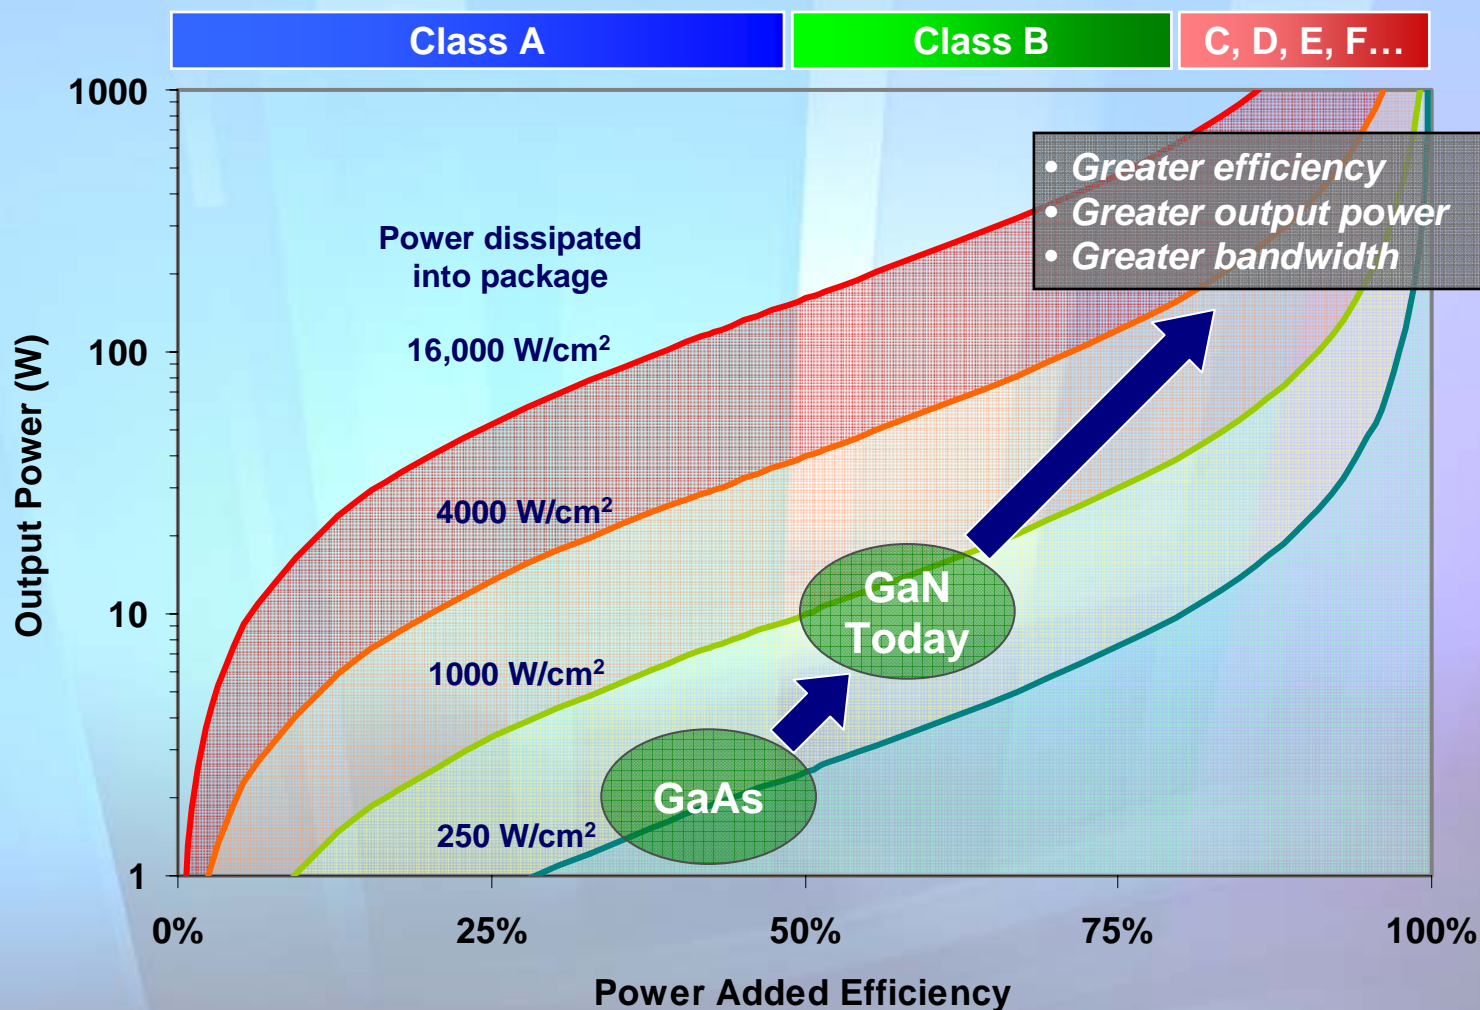 Class A
Class B
C, D, E, F…
1000
100
10
1
Output Power (W)
• Greater efficiency
• Greater output power
• Greater bandwidth
Power dissipated
into package
16,000 W/cm²
4000 W/cm²
1000 W/cm²
250 W/cm²
GaN
Today
GaAs
0%
25%
50%
75%
100%
Power Added Efficiency